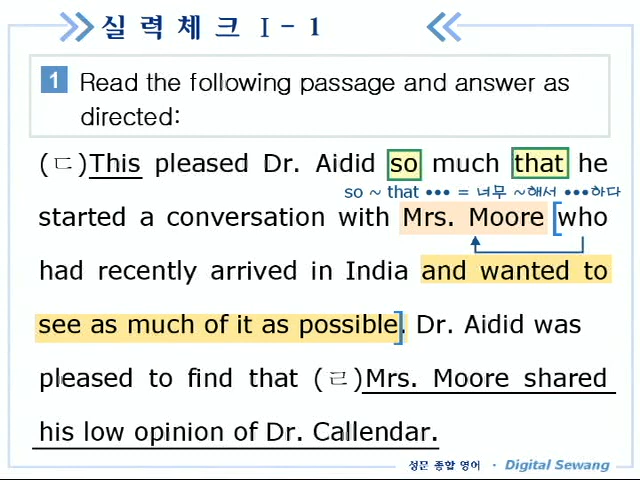 실력체크 I - 1
1 Read the following passage and answer as
directed:
(ㄷ)This pleased Dr. Aidid so much that he
so ~ that ••• = 너무 ~해서 •••하다
started a conversation with Mrs. Moore [who
had recently arrived in India and wanted to
see as much of it as possible]. Dr. Aidid was
pleased to find that (ㄹ)Mrs. Moore shared
his low opinion of Dr. Callendar.
성문 종합 영어 · Digital Sewang